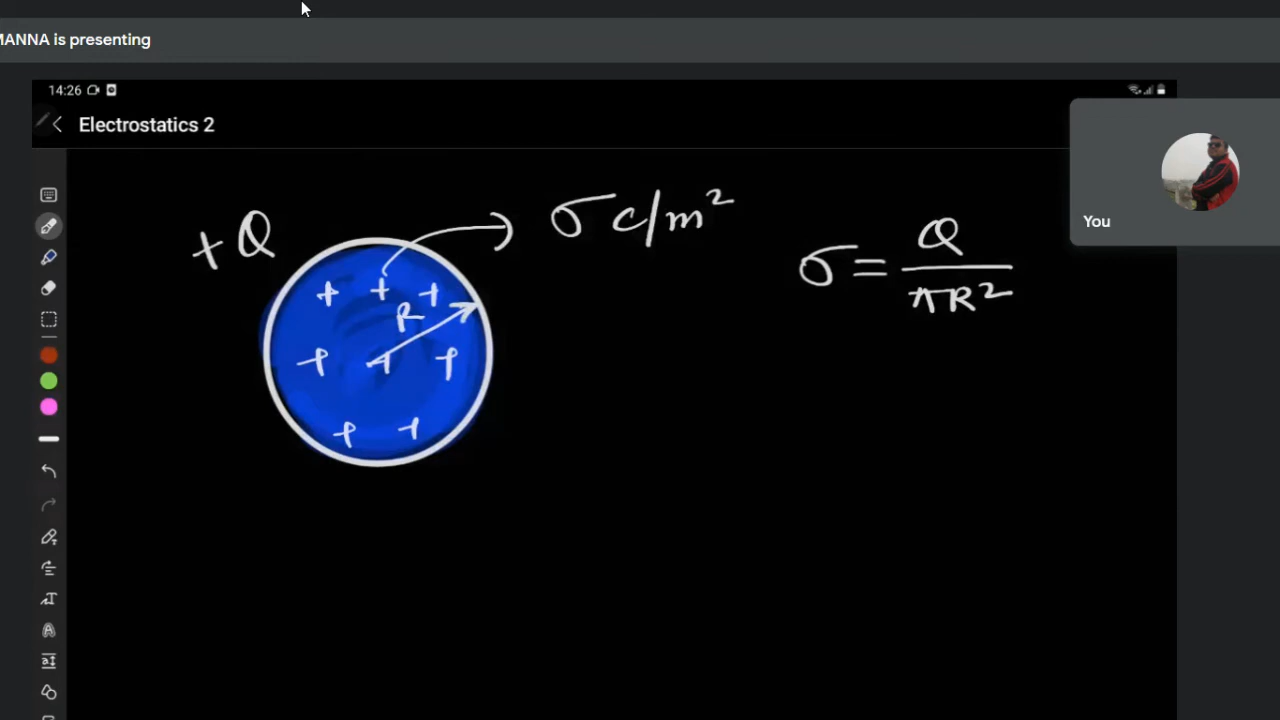 MANNA is presenting
14:26
Electrostatics 2
You
+Q
σ c/m²
σ = Q/πR²
+ + +
R
+ + +
+ +